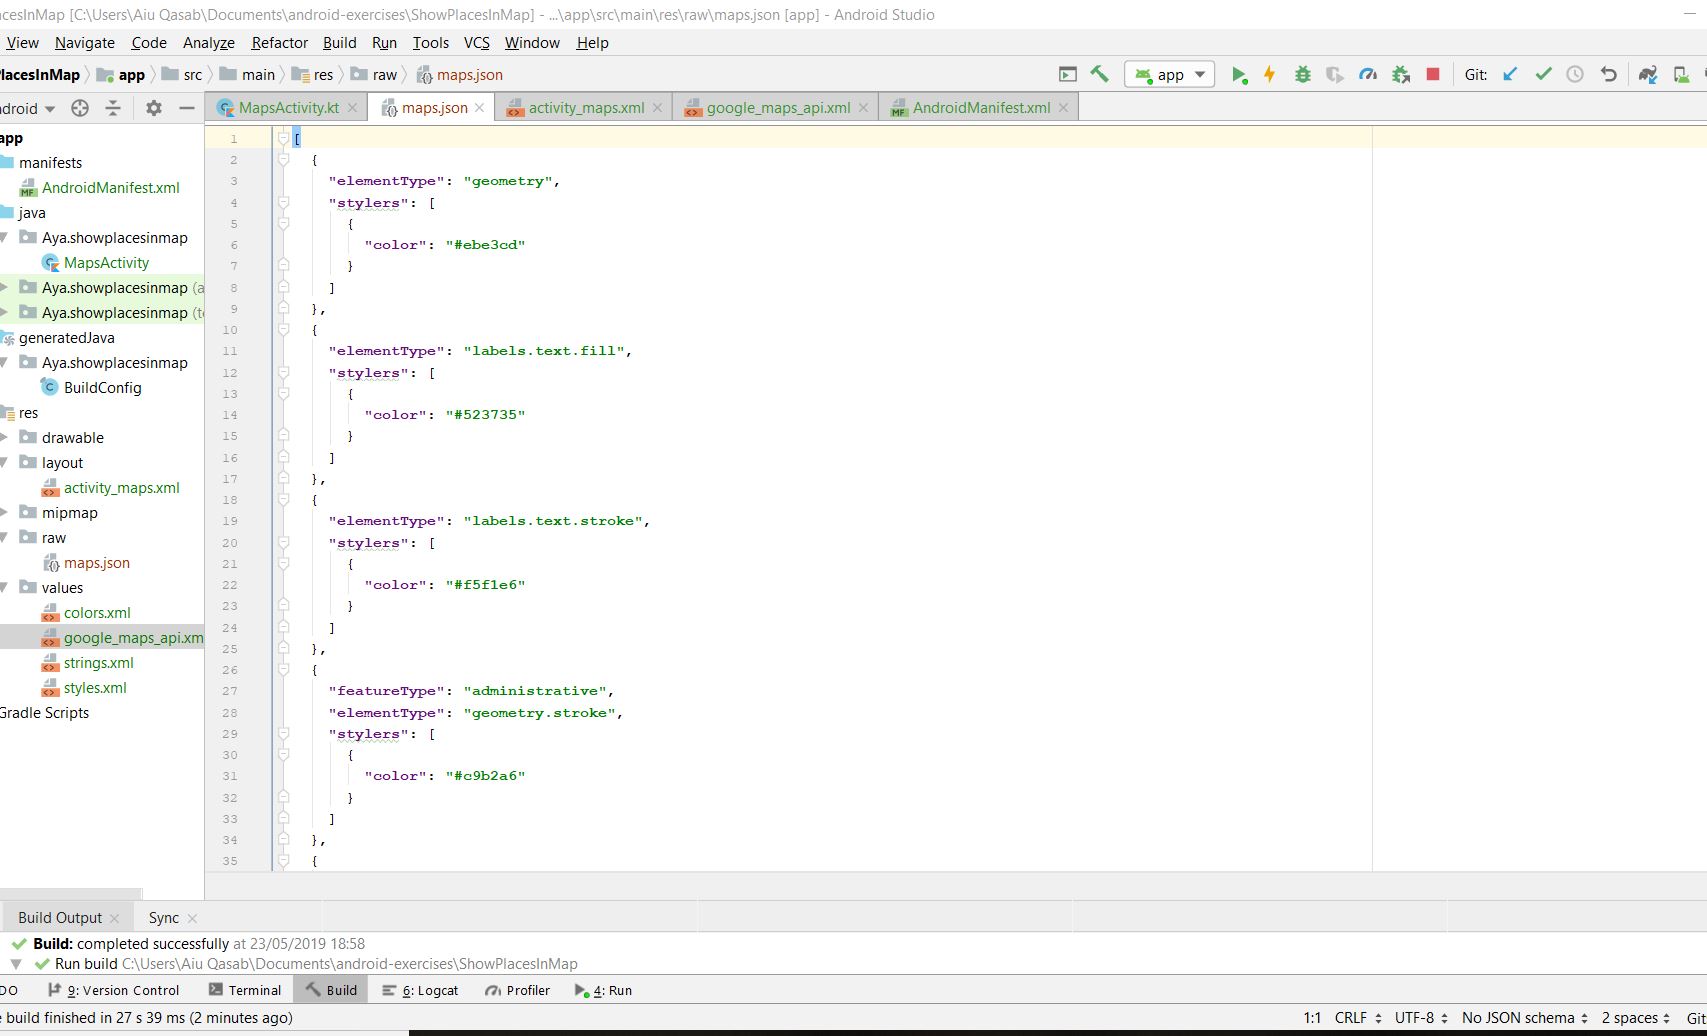 lacesInMap [C:\Users\Aiu Qasab\Documents\android-exercises\ShowPlacesInMap] - ...\app\src\main\res\raw\maps.json [app] - Android Studio
View Navigate Code Analyze Refactor Build Run Tools VCS Window Help
PlacesInMap app src main res raw maps.json app Git:
ndroid MapsActivity.kt maps.json activity_maps.xml google_maps_api.xml AndroidManifest.xml
app
manifests
AndroidManifest.xml
java
Aya.showplacesinmap
MapsActivity
Aya.showplacesinmap (a
Aya.showplacesinmap (te
generatedJava
Aya.showplacesinmap
BuildConfig
res
drawable
layout
activity_maps.xml
mipmap
raw
maps.json
values
colors.xml
google_maps_api.xm
strings.xml
styles.xml
Gradle Scripts
1 [
2 {
3 "elementType": "geometry",
4 "stylers": [
5 {
6 "color": "#ebe3cd"
7 }
8 ]
9 },
10 {
11 "elementType": "labels.text.fill",
12 "stylers": [
13 {
14 "color": "#523735"
15 }
16 ]
17 },
18 {
19 "elementType": "labels.text.stroke",
20 "stylers": [
21 {
22 "color": "#f5f1e6"
23 }
24 ]
25 },
26 {
27 "featureType": "administrative",
28 "elementType": "geometry.stroke",
29 "stylers": [
30 {
31 "color": "#c9b2a6"
32 }
33 ]
34 },
35 {
Build Output Sync
Build: completed successfully at 23/05/2019 18:58
Run build C:\Users\Aiu Qasab\Documents\android-exercises\ShowPlacesInMap
DO 9: Version Control Terminal Build 6: Logcat Profiler 4: Run
e build finished in 27 s 39 ms (2 minutes ago) 1:1 CRLF UTF-8 No JSON schema 2 spaces Git